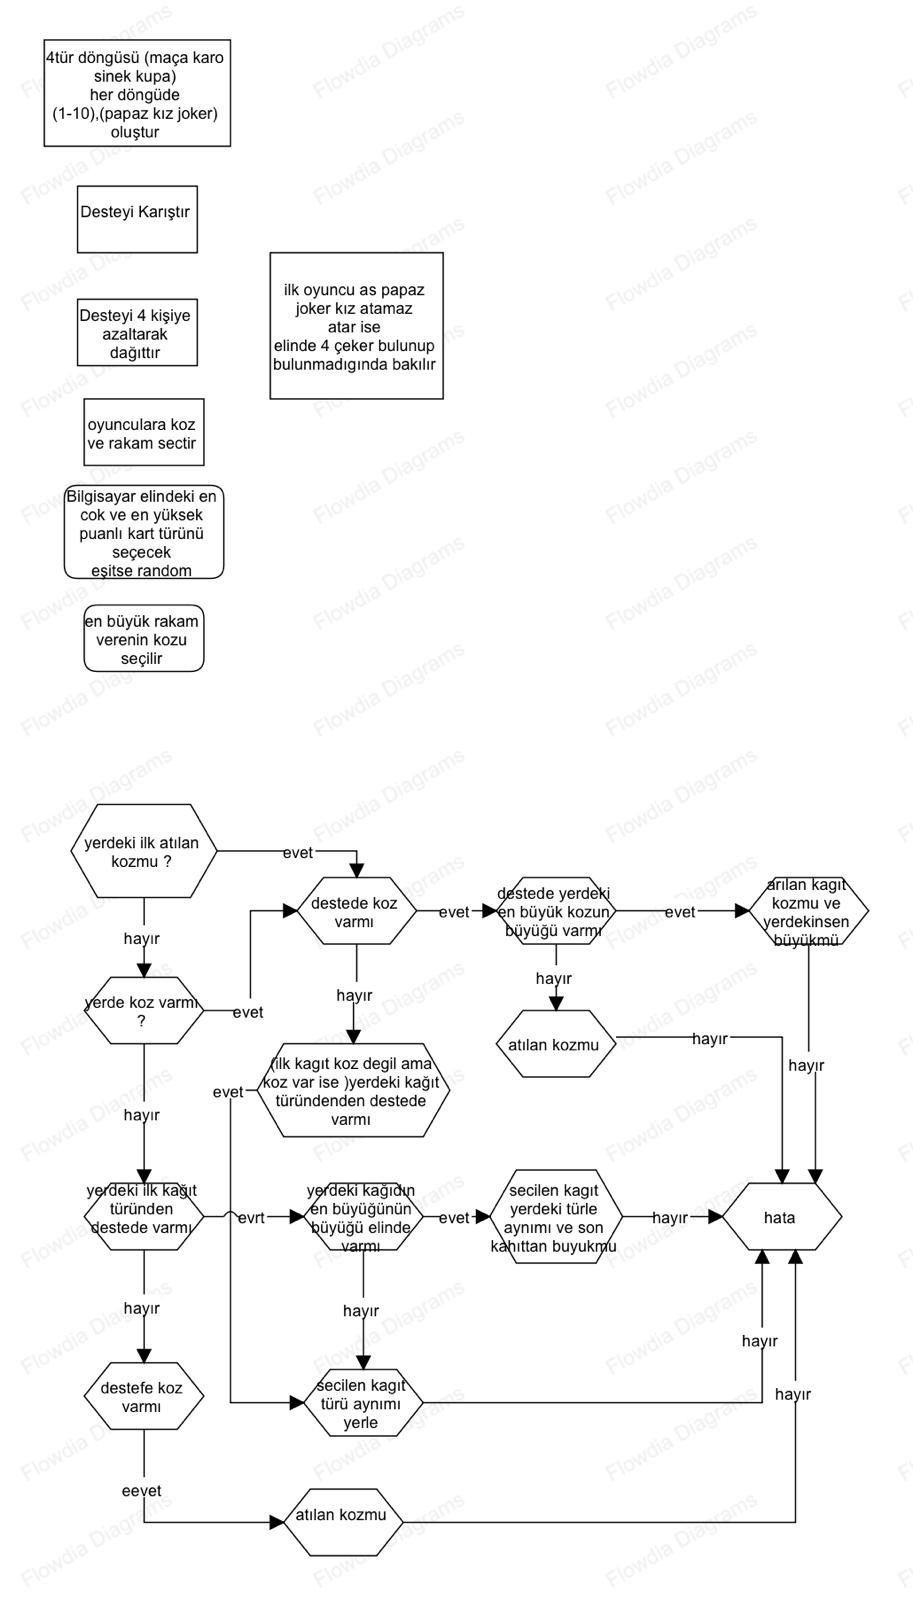 4tür döngüsü (maça karo
sinek kupa)
her döngüde
(1-10),(papaz kız joker)
oluştur
Desteyi Karıştır
ilk oyuncu as papaz
joker kız atamaz
atar ise
elinde 4 çeker bulunup
bulunmadıgında bakılır
Desteyi 4 kişiye
azaltarak
dağıttır
oyunculara koz
ve rakam sectir
Bilgisayar elindeki en
cok ve en yüksek
puanlı kart türünü
seçecek
eşitse random
en büyük rakam
verenin kozu
seçilir
yerdeki ilk atılan
kozmu ?
evet
destede koz
varmı
evet
destede yerdeki
en büyük kozun
büyüğü varmı
evet
arılan kagıt
kozmu ve
yerdekinsen
büyükmü
hayır
yerde koz varmı
?
evet
hayır
hayır
atılan kozmu
hayır
hayır
(ilk kagıt koz degil ama
koz var ise )yerdeki kağıt
türündenden destede
varmı
evet
hayır
yerdeki ilk kağıt
türünden
destede varmı
evrt
yerdeki kağıdın
en büyüğünün
büyüğü elinde
varmı
evet
secilen kagıt
yerdeki türle
aynımı ve son
kahıttan buyukmu
hayır
hata
hayır
hayır
hayır
hayır
destefe koz
varmı
secilen kagıt
türü aynımı
yerle
eevet
atılan kozmu
Flowdia Diagrams